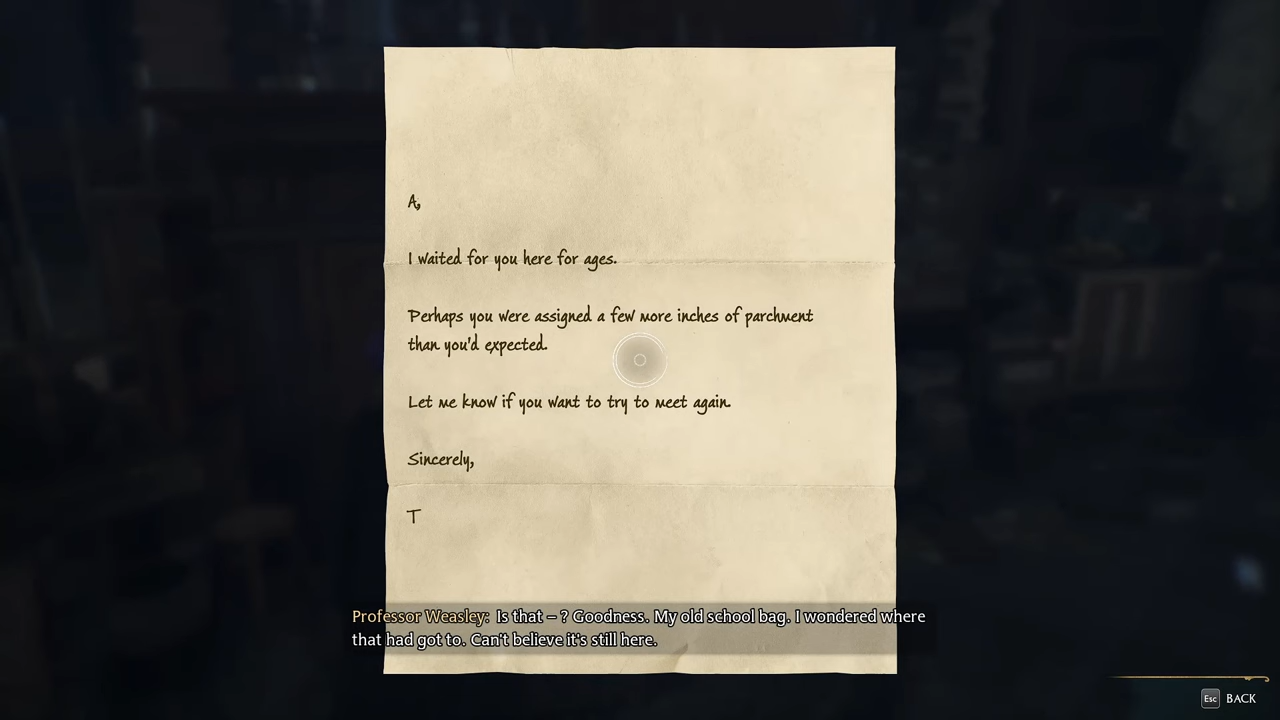 A,
I waited for you here for ages.
Perhaps you were assigned a few more inches of parchment
than you'd expected.
Let me know if you want to try to meet again.
Sincerely,
T
Professor Weasley: Is that – ? Goodness. My old school bag. I wondered where
that had got to. Can't believe it's still here.
Esc BACK